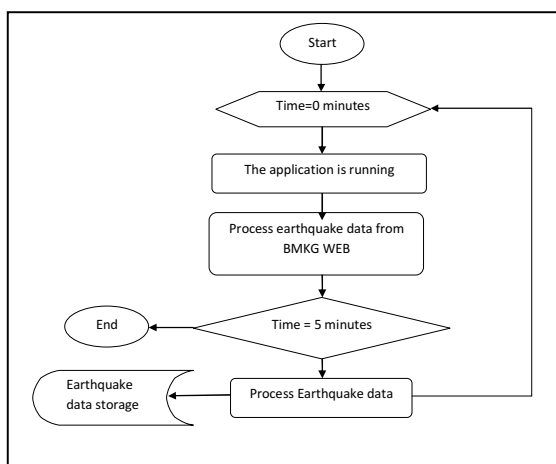 Start
Time=0 minutes
The application is running
Process earthquake data from
BMKG WEB
Time = 5 minutes
End
Process Earthquake data
Earthquake
data storage